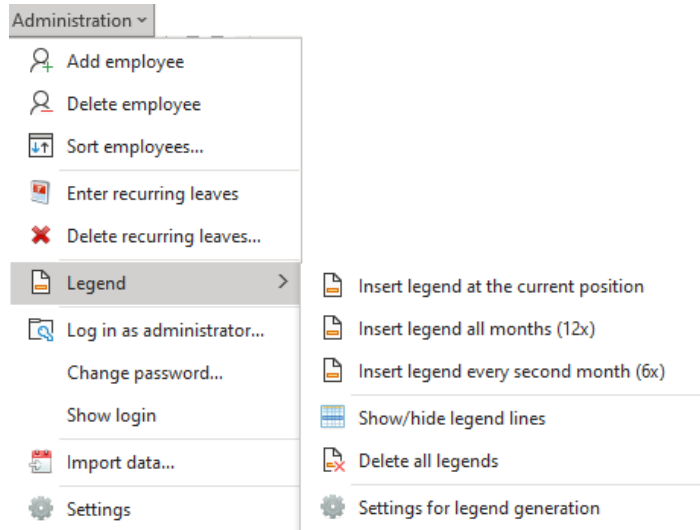 Administration
Add employee
Delete employee
Sort employees...
Enter recurring leaves
Delete recurring leaves...
Legend
Log in as administrator...
Change password...
Show login
Import data...
Settings
Insert legend at the current position
Insert legend all months (12x)
Insert legend every second month (6x)
Show/hide legend lines
Delete all legends
Settings for legend generation